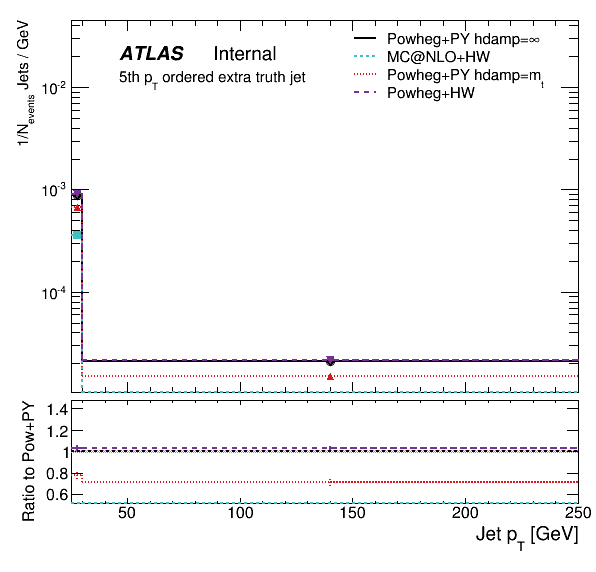 ATLAS Internal
5th p_T ordered extra truth jet
Powheg+PY hdamp=∞
MC@NLO+HW
Powheg+PY hdamp=m_t
Powheg+HW
1/N_events Jets / GeV
10^-2
10^-3
10^-4
Ratio to Pow+PY
1.4
1.2
1
0.8
0.6
50 100 150 200 250
Jet p_T [GeV]